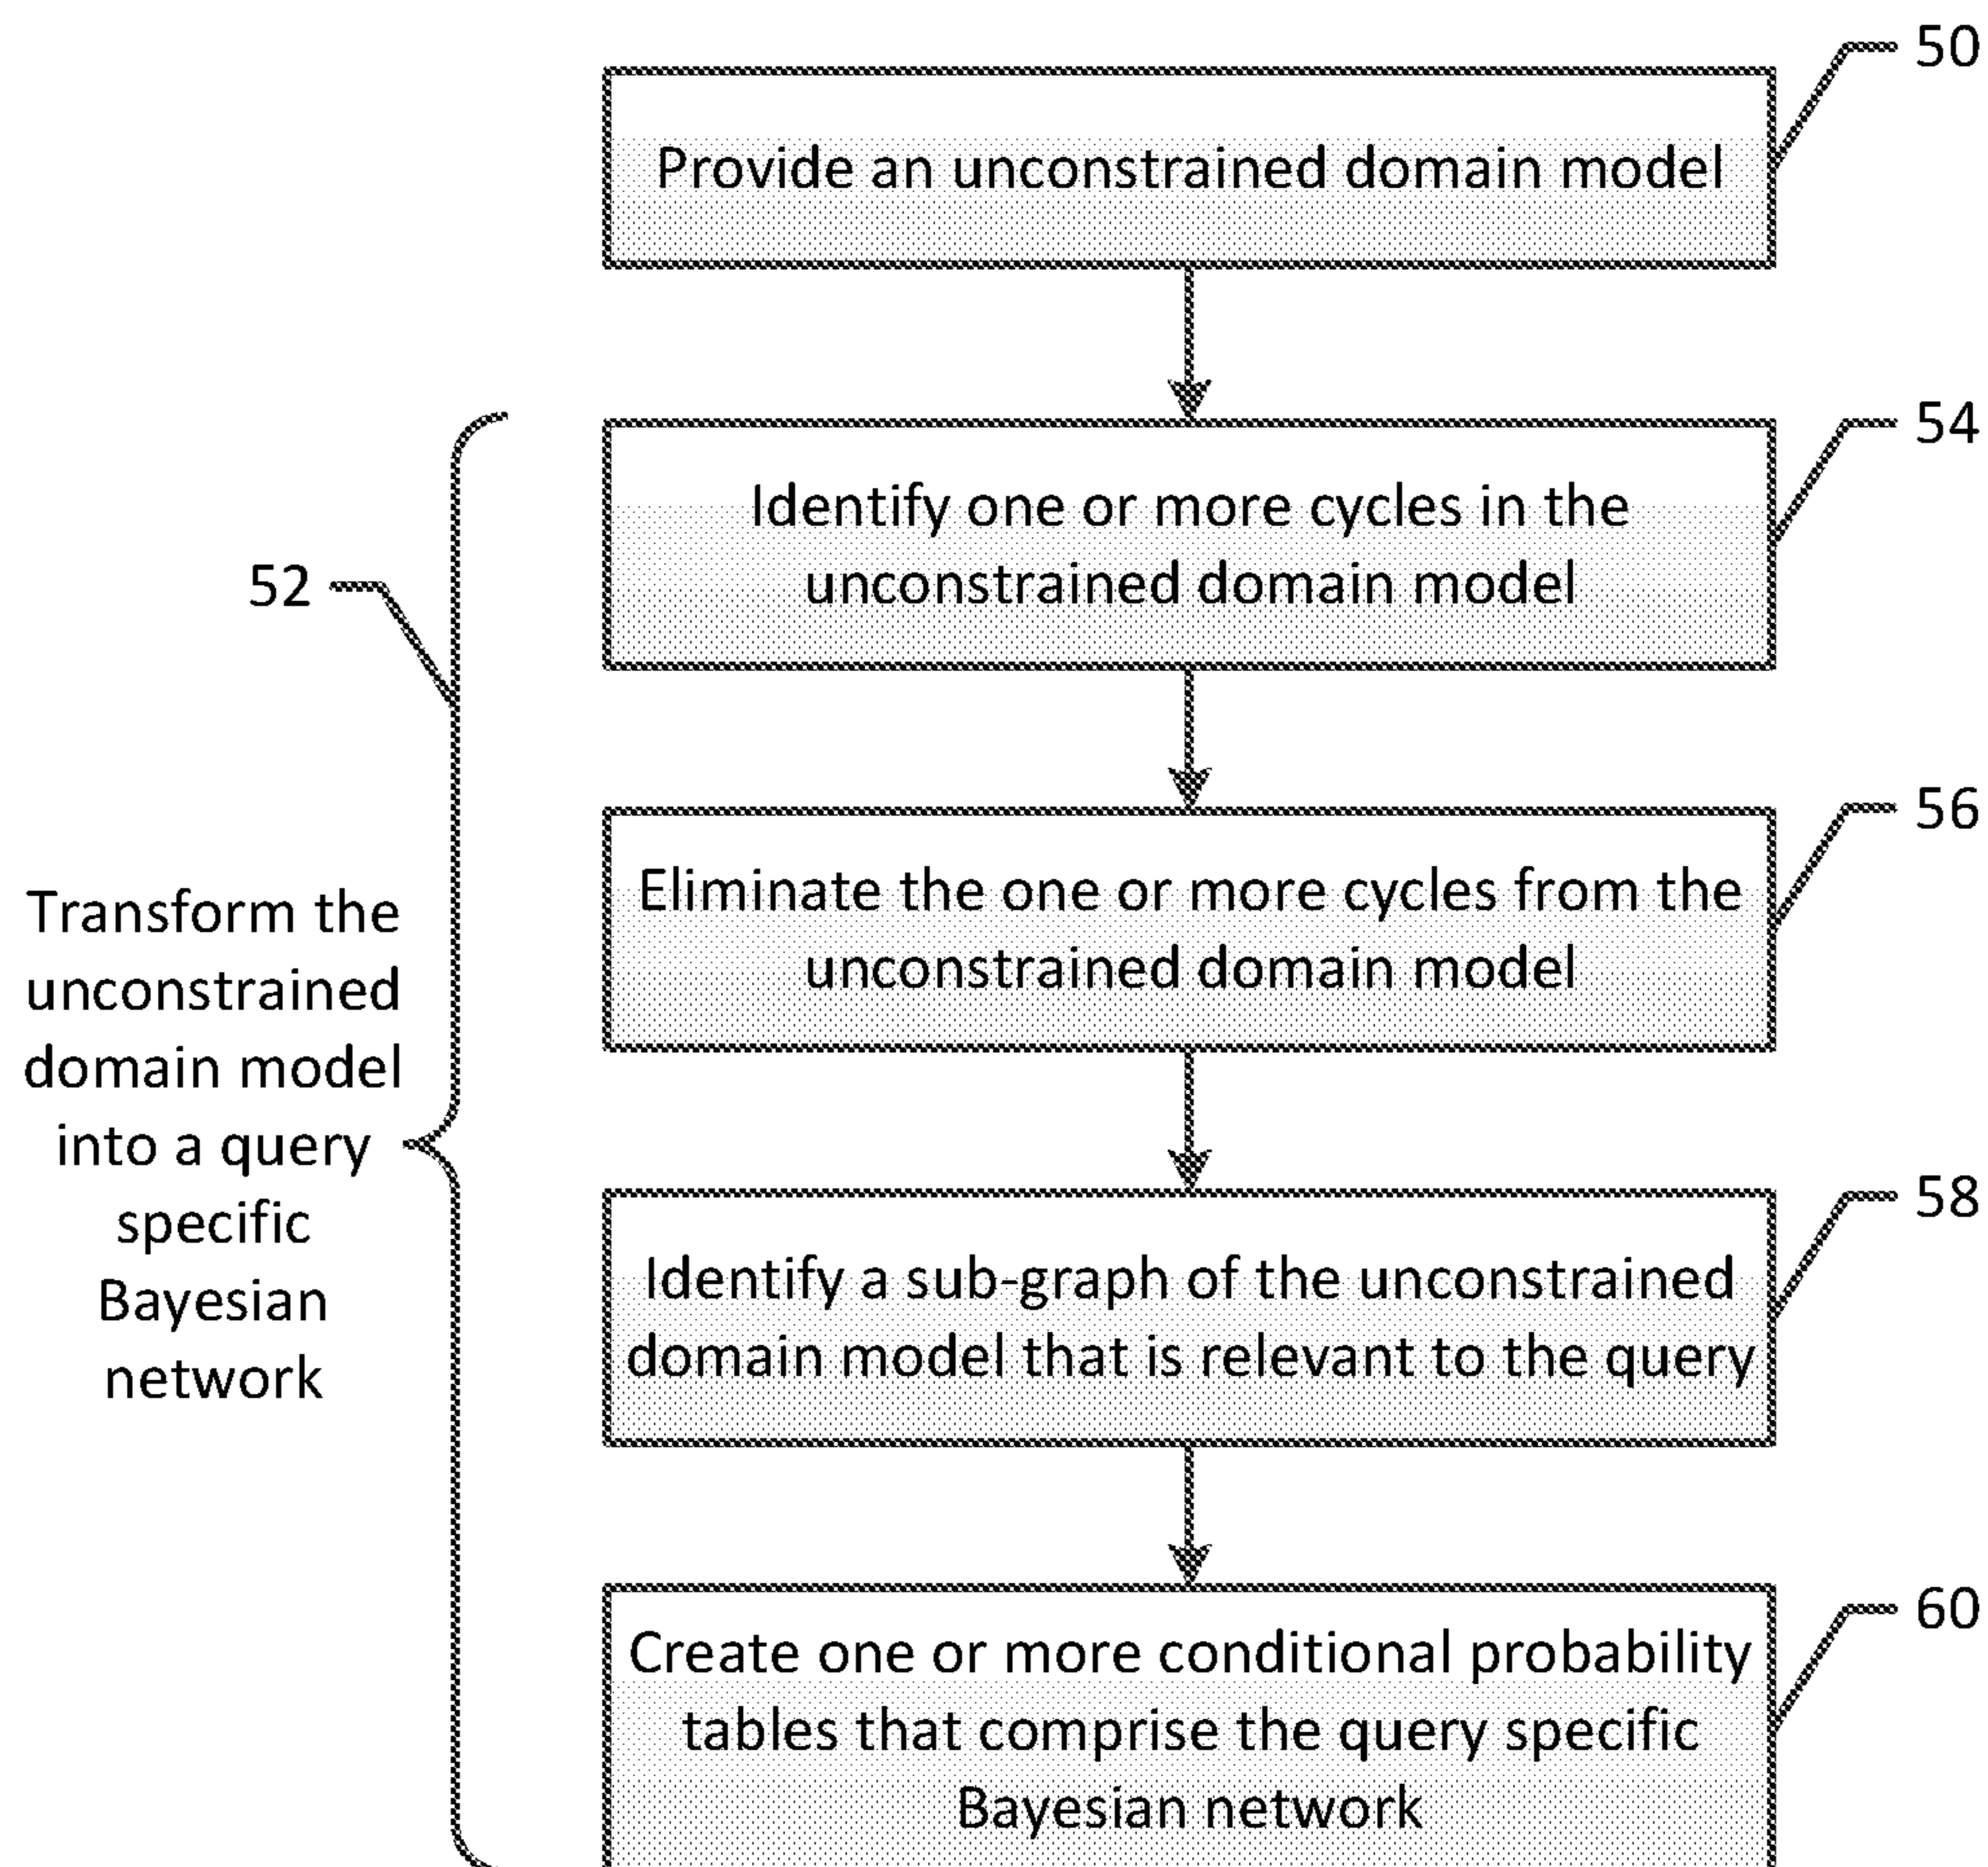 50
Provide an unconstrained domain model
54
Identify one or more cycles in the
unconstrained domain model
52
56
Eliminate the one or more cycles from the
unconstrained domain model
Transform the
unconstrained
domain model
into a query
specific
Bayesian
network
58
Identify a sub-graph of the unconstrained
domain model that is relevant to the query
60
Create one or more conditional probability
tables that comprise the query specific
Bayesian network